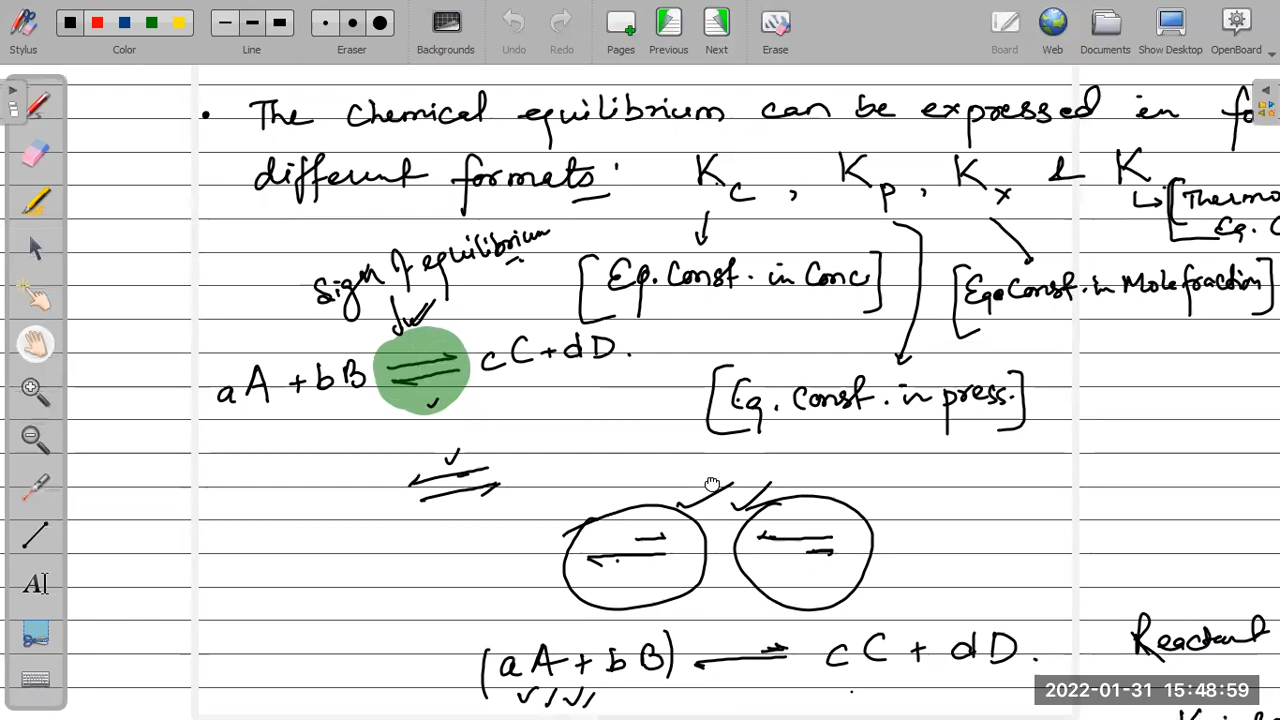 Stylus
Color
Line
Eraser
Backgrounds
Undo
Redo
Pages
Previous
Next
Erase
Board
Web
Documents
Show Desktop
OpenBoard
• The chemical equilibrium can be expressed in fo
different formats: Kc, Kp, Kx & K
[Thermo
Eq. C
Sign of equilibrium
[Eq. Const. in Conc]
[Eq. Const. in Mole fraction]
aA + bB ⇌ cC + dD.
[Eq. Const. in press.]
(aA + bB) ⇌ cC + dD.
Reactant
2022-01-31 15:48:59